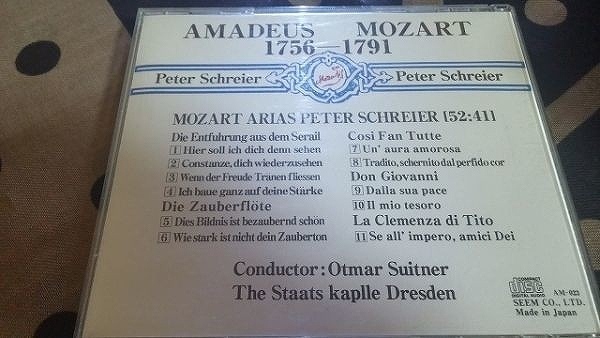 AMADEUS MOZART
1756-1791
Peter Schreier Peter Schreier
MOZART ARIAS PETER SCHREIER [52:41]
Die Entfuhrung aus dem Serail
1 Hier soll ich dich denn sehen
2 Constanze, dich wiederzusehen
3 Wenn der Freude Tränen fliessen
4 Ich baue ganz auf deine Stärke
Die Zauberflöte
5 Dies Bildnis ist bezaubernd schön
6 Wie stark ist nicht dein Zauberton
Cosi Fan Tutte
7 Un' aura amorosa
8 Tradito, schernito dal perfido cor
Don Giovanni
9 Dalla sua pace
10 Il mio tesoro
La Clemenza di Tito
11 Se all' impero, amici Dei
Conductor: Otmar Suitner
The Staats kaplle Dresden
COMPACT
disc
DIGITAL AUDIO
AM-022
SEEM CO., LTD.
Made in Japan